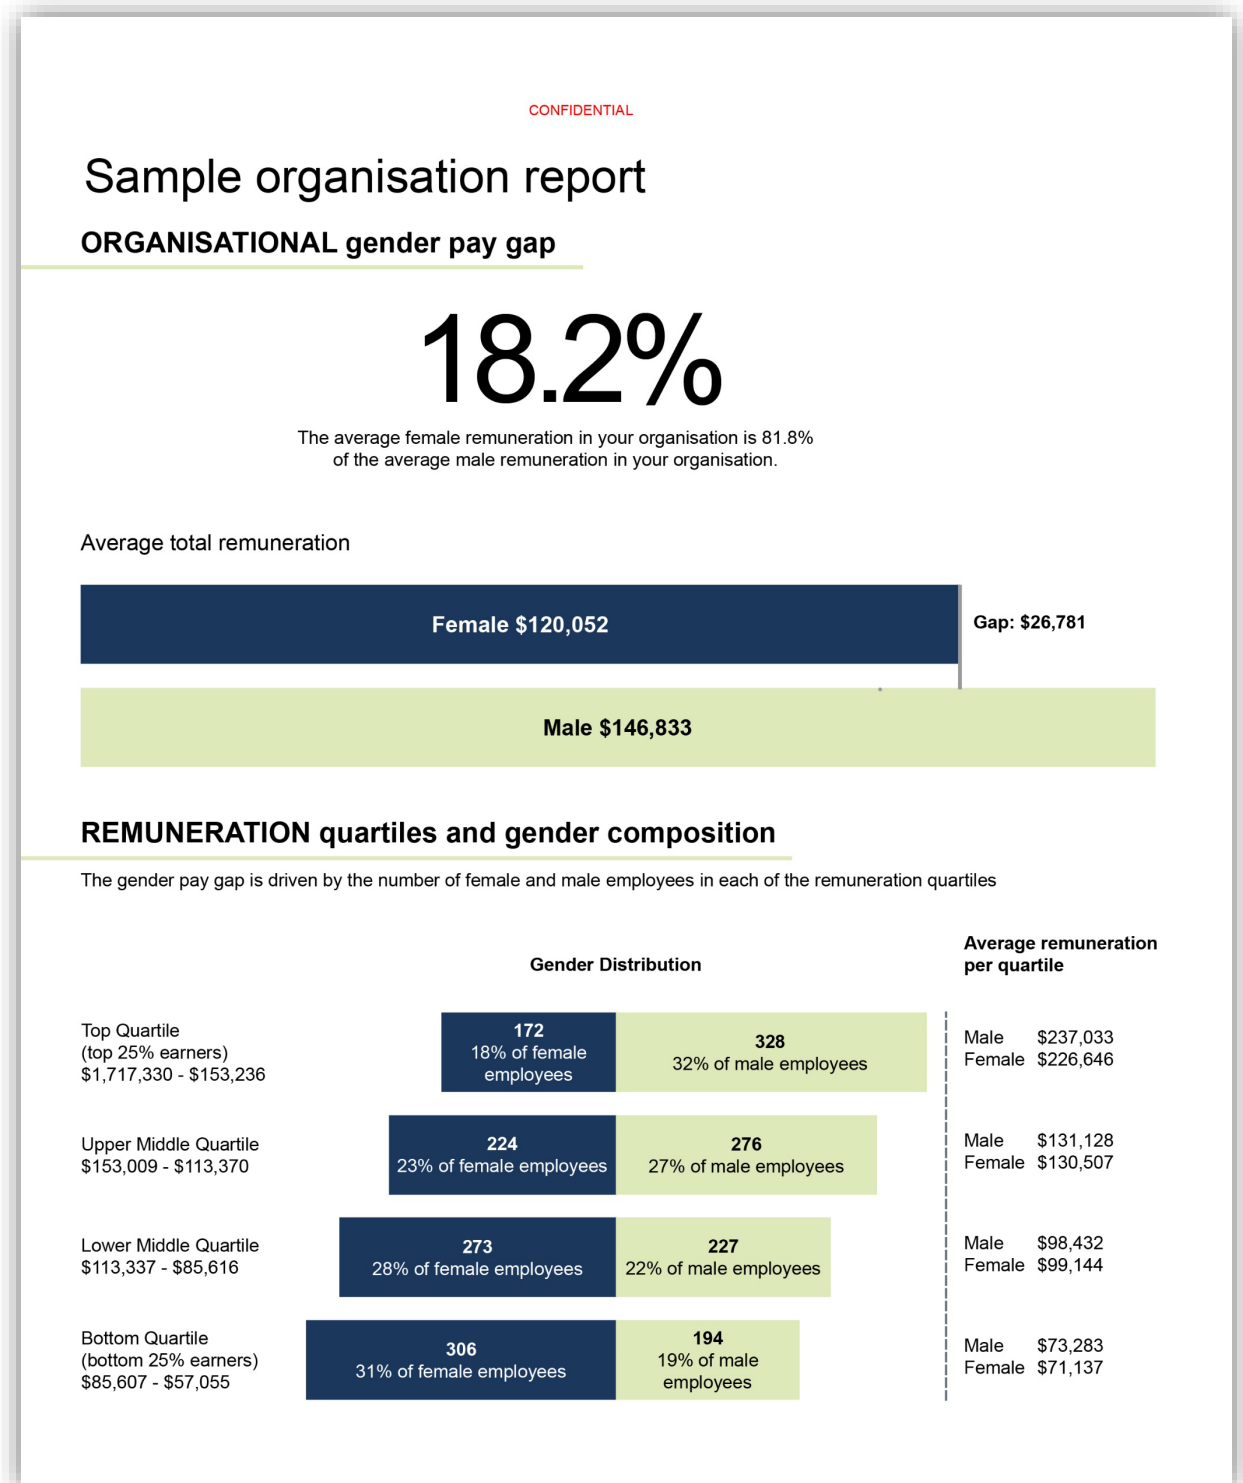 CONFIDENTIAL
Sample organisation report
ORGANISATIONAL gender pay gap
18.2%
The average female remuneration in your organisation is 81.8%
of the average male remuneration in your organisation.
Average total remuneration
Female $120,052
Gap: $26,781
Male $146,833
REMUNERATION quartiles and gender composition
The gender pay gap is driven by the number of female and male employees in each of the remuneration quartiles
Gender Distribution
Average remuneration
per quartile
Top Quartile
(top 25% earners)
$1,717,330 - $153,236
172
18% of female
employees
328
32% of male employees
Male $237,033
Female $226,646
Upper Middle Quartile
$153,009 - $113,370
224
23% of female employees
276
27% of male employees
Male $131,128
Female $130,507
Lower Middle Quartile
$113,337 - $85,616
273
28% of female employees
227
22% of male employees
Male $98,432
Female $99,144
Bottom Quartile
(bottom 25% earners)
$85,607 - $57,055
306
31% of female employees
194
19% of male
employees
Male $73,283
Female $71,137